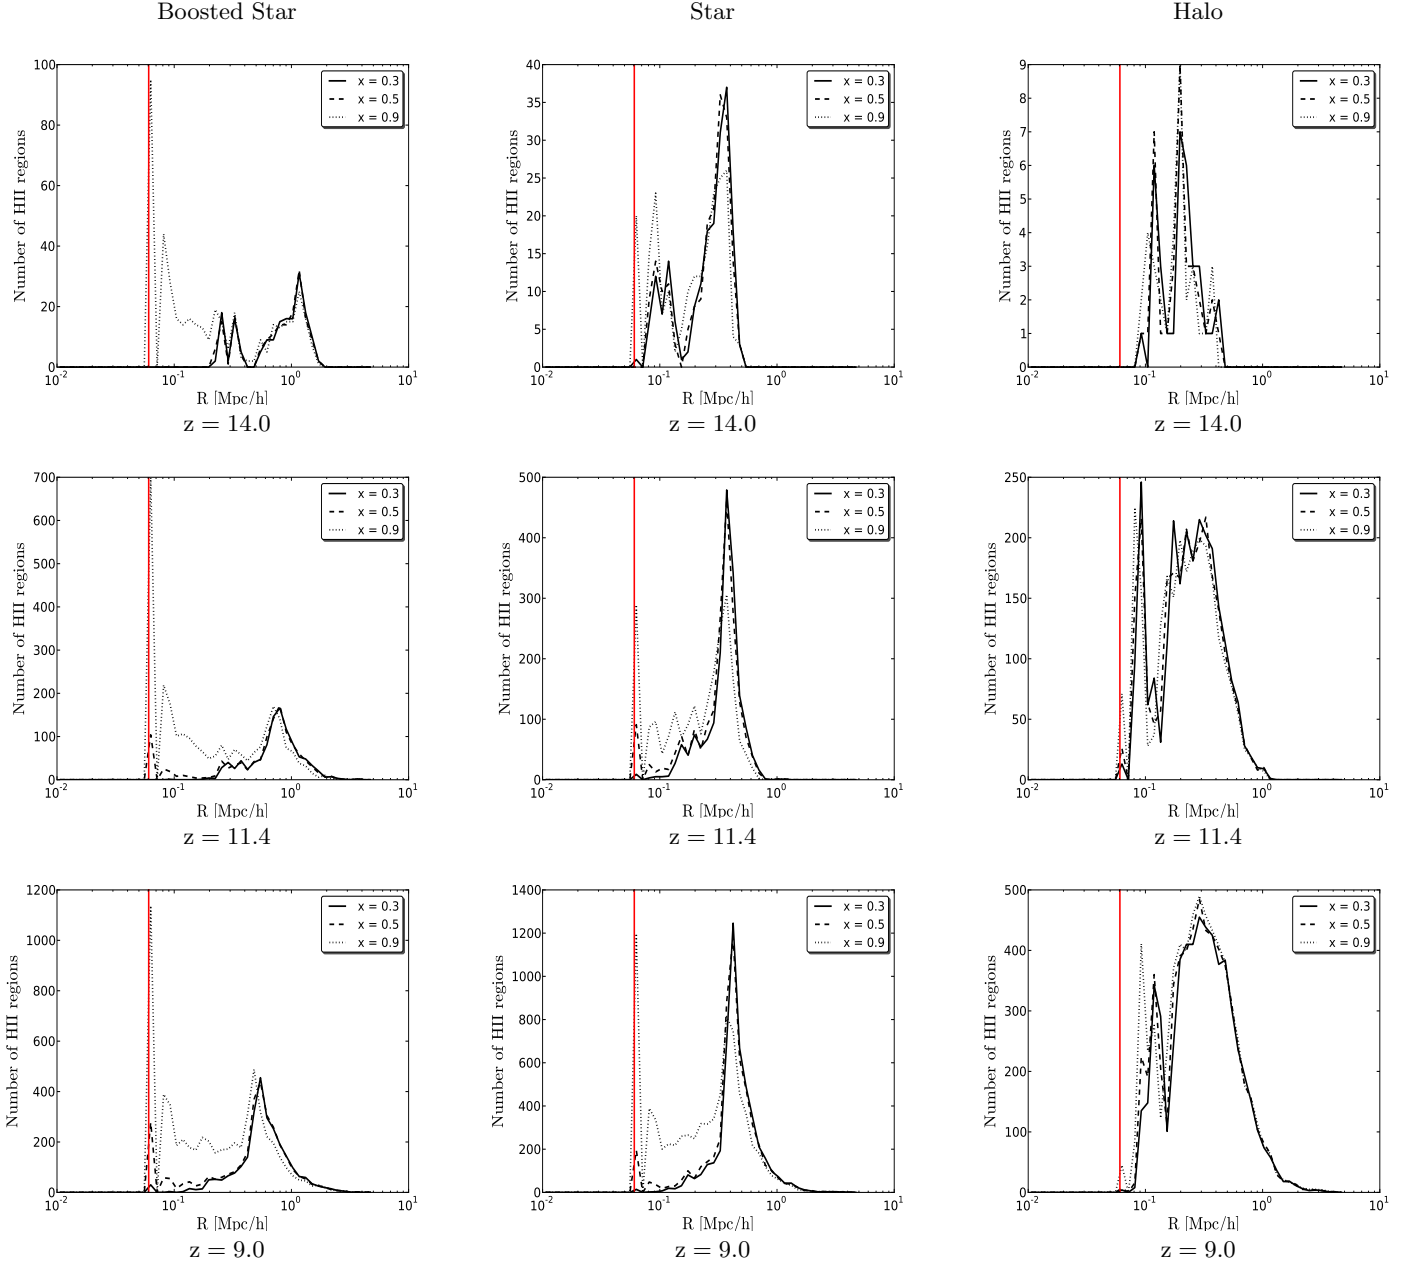 Boosted Star Star Halo
100
80
60
40
20
0
Number of HII regions
x = 0.3
x = 0.5
x = 0.9
10^-2 10^-1 10^0 10^1
R [Mpc/h]
z = 14.0
40
35
30
25
20
15
10
5
0
Number of HII regions
x = 0.3
x = 0.5
x = 0.9
10^-2 10^-1 10^0 10^1
R [Mpc/h]
z = 14.0
9
8
7
6
5
4
3
2
1
0
Number of HII regions
x = 0.3
x = 0.5
x = 0.9
10^-2 10^-1 10^0 10^1
R [Mpc/h]
z = 14.0
700
600
500
400
300
200
100
0
Number of HII regions
x = 0.3
x = 0.5
x = 0.9
10^-2 10^-1 10^0 10^1
R [Mpc/h]
z = 11.4
500
400
300
200
100
0
Number of HII regions
x = 0.3
x = 0.5
x = 0.9
10^-2 10^-1 10^0 10^1
R [Mpc/h]
z = 11.4
250
200
150
100
50
0
Number of HII regions
x = 0.3
x = 0.5
x = 0.9
10^-2 10^-1 10^0 10^1
R [Mpc/h]
z = 11.4
1200
1000
800
600
400
200
0
Number of HII regions
x = 0.3
x = 0.5
x = 0.9
10^-2 10^-1 10^0 10^1
R [Mpc/h]
z = 9.0
1400
1200
1000
800
600
400
200
0
Number of HII regions
x = 0.3
x = 0.5
x = 0.9
10^-2 10^-1 10^0 10^1
R [Mpc/h]
z = 9.0
500
400
300
200
100
0
Number of HII regions
x = 0.3
x = 0.5
x = 0.9
10^-2 10^-1 10^0 10^1
R [Mpc/h]
z = 9.0